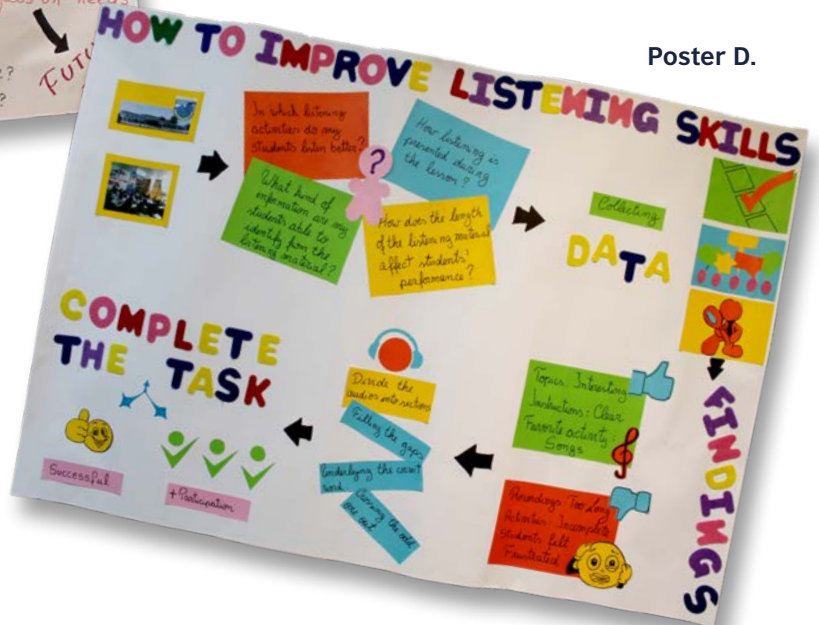 Poster D.
HOW TO IMPROVE LISTENING SKILLS
In which listening
activities do my
students listen better?
How listening is
presented during
the lesson?
What kind of
information are my
students able to
identify from the
listening material?
How does the length
of the listening material
affect students'
performance?
?
Collecting
DATA
FINDINGS
Topics: Interesting
Instructions: Clear
Favorite activity:
Songs
Recordings: Too Long
Activities: Incomplete
Students felt
Frustrated
Divide the
audios into sections
Filling the gaps
Underlying the correct
word
Crossing the odd
one out
COMPLETE
THE TASK
Successful
+ Participation